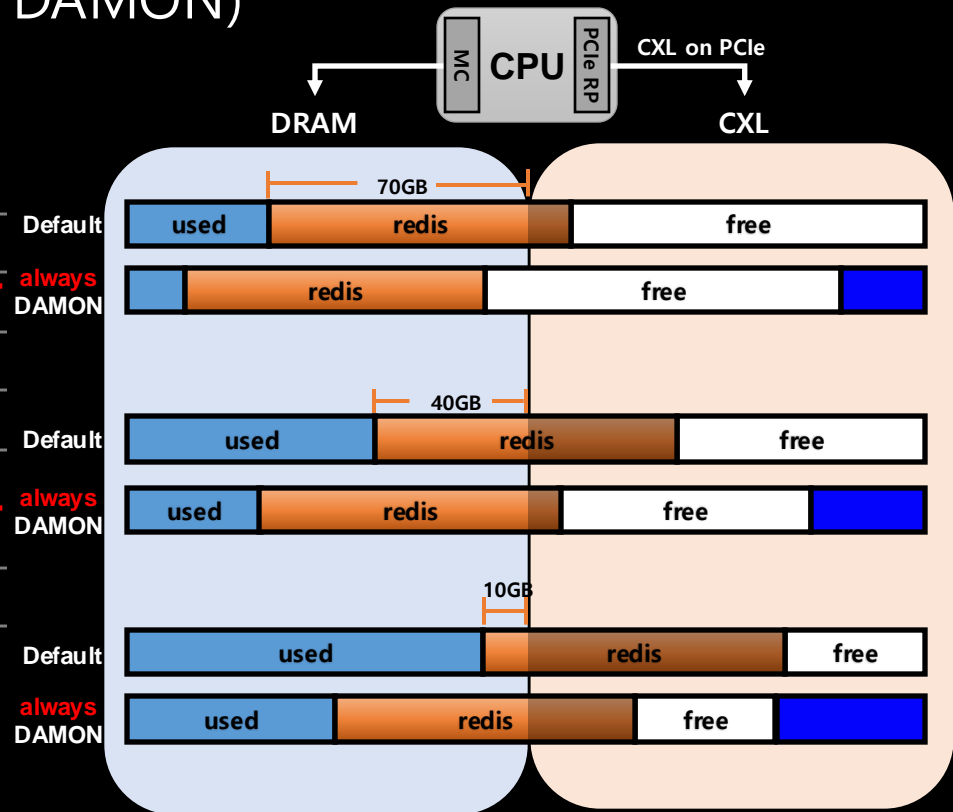 DAMON)
MC
CPU
PCIe RP
CXL on PCIe
DRAM
CXL
70GB
Default
used
redis
free
always
DAMON
redis
free
40GB
Default
used
redis
free
always
DAMON
used
redis
free
10GB
Default
used
redis
free
always
DAMON
used
redis
free